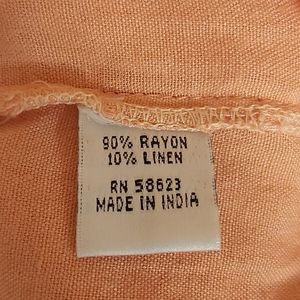 90% RAYON
10% LINEN
RN 58623
MADE IN INDIA